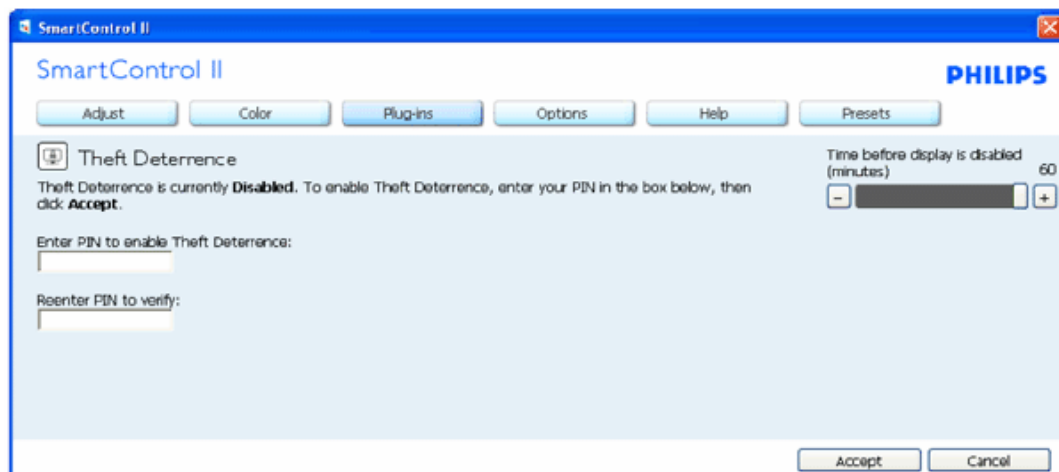 SmartControl II
SmartControl II
PHILIPS
Adjust Color Plug-ins Options Help Presets
Theft Deterrence
Theft Deterrence is currently Disabled. To enable Theft Deterrence, enter your PIN in the box below, then
click Accept.
Time before display is disabled
(minutes) 60
- +
Enter PIN to enable Theft Deterrence:
Reenter PIN to verify:
Accept Cancel